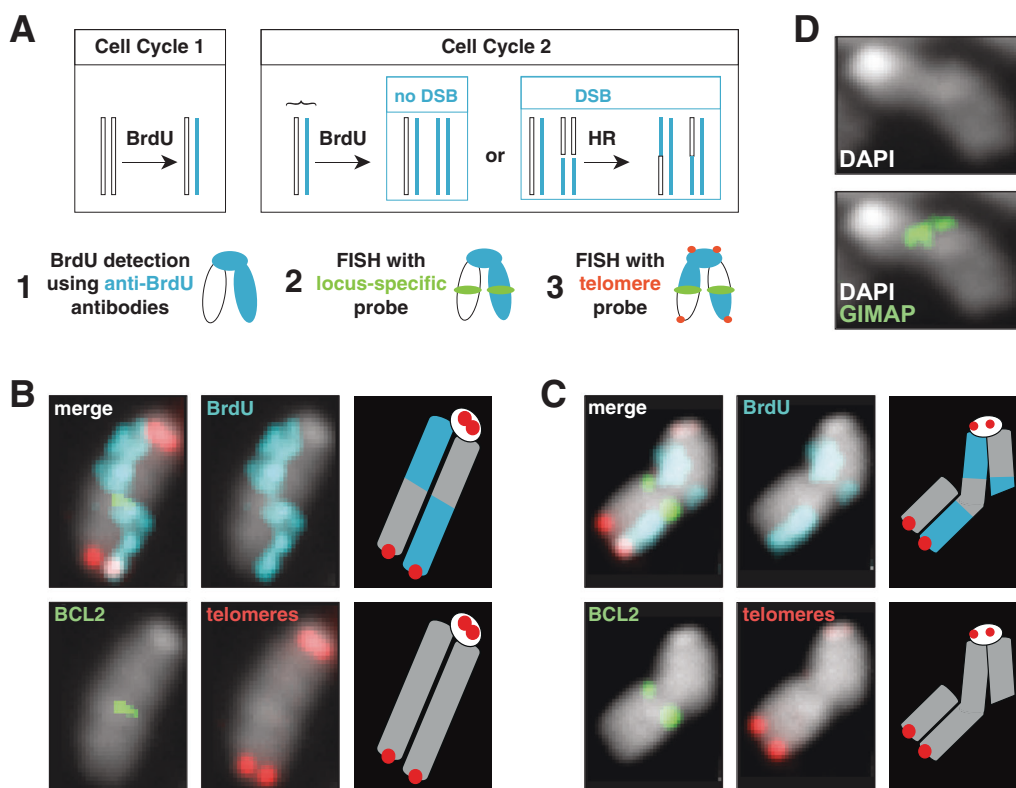 A
Cell Cycle 1
BrdU
Cell Cycle 2
BrdU
no DSB
or
DSB
HR
1
BrdU detection
using anti-BrdU
antibodies
2
FISH with
locus-specific
probe
3
FISH with
telomere
probe
D
DAPI
DAPI
GIMAP
B
merge
BrdU
BCL2
telomeres
C
merge
BrdU
BCL2
telomeres